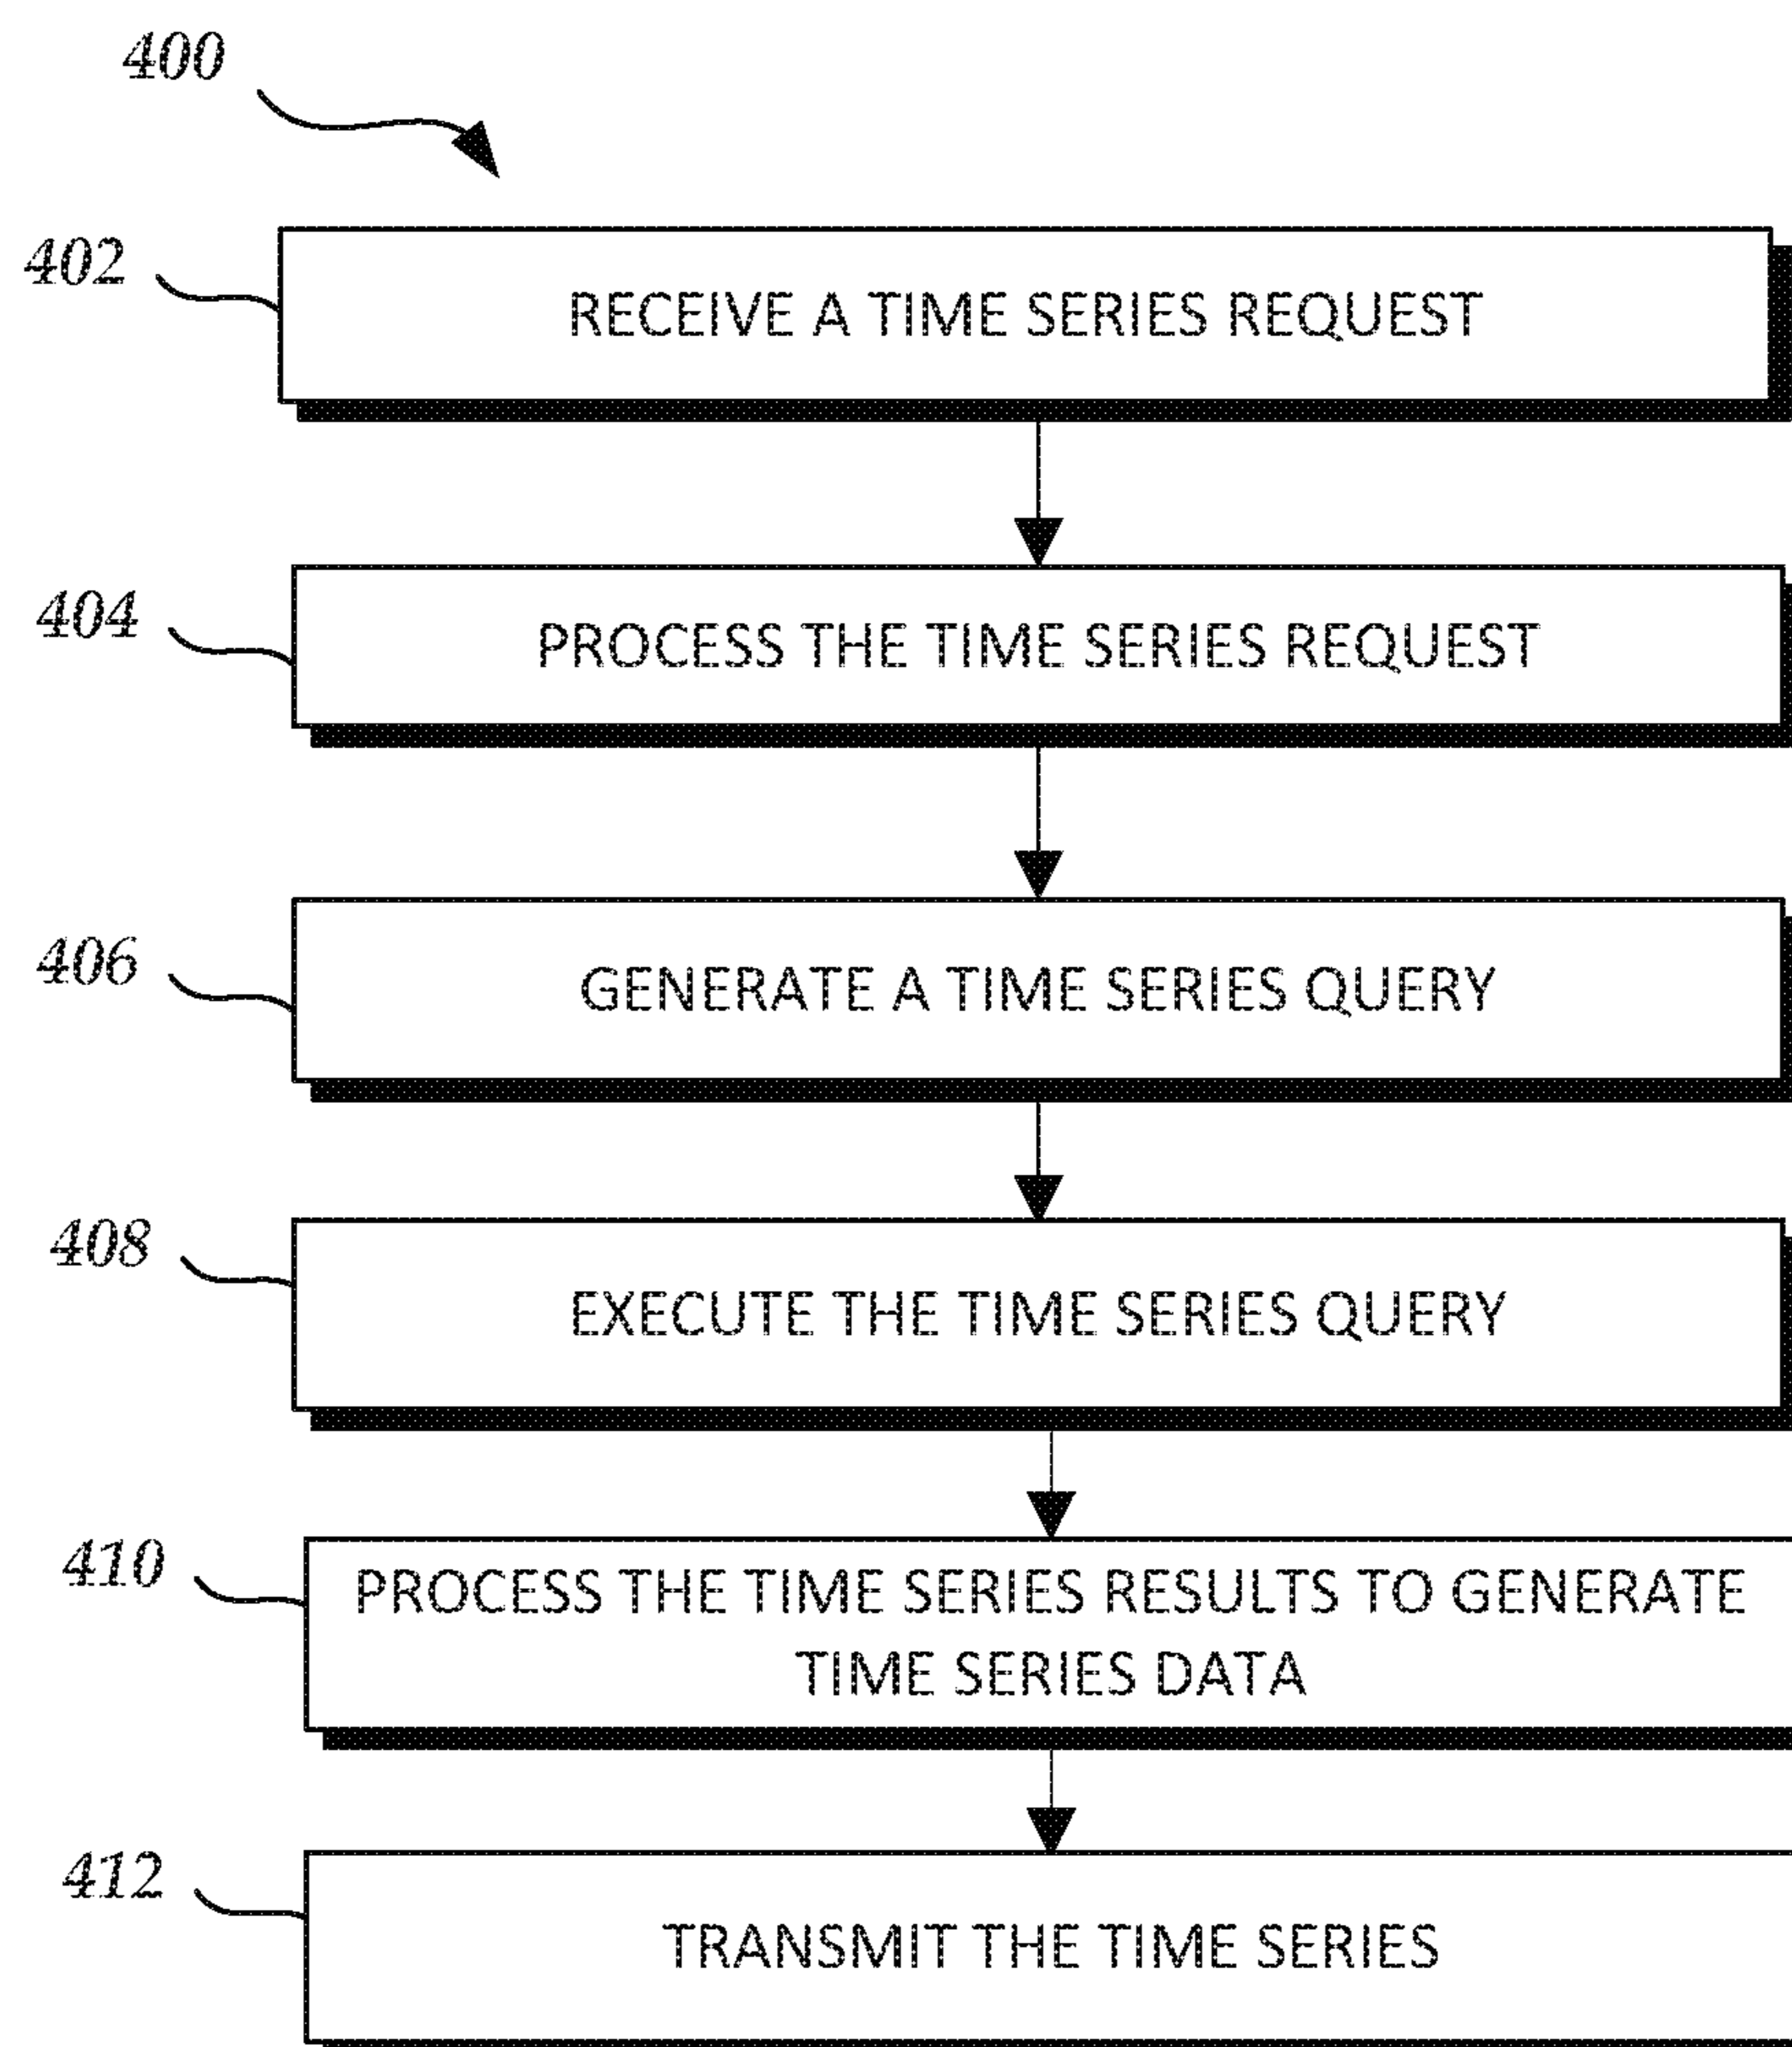 400
402
RECEIVE A TIME SERIES REQUEST
404
PROCESS THE TIME SERIES REQUEST
406
GENERATE A TIME SERIES QUERY
408
EXECUTE THE TIME SERIES QUERY
410
PROCESS THE TIME SERIES RESULTS TO GENERATE
TIME SERIES DATA
412
TRANSMIT THE TIME SERIES